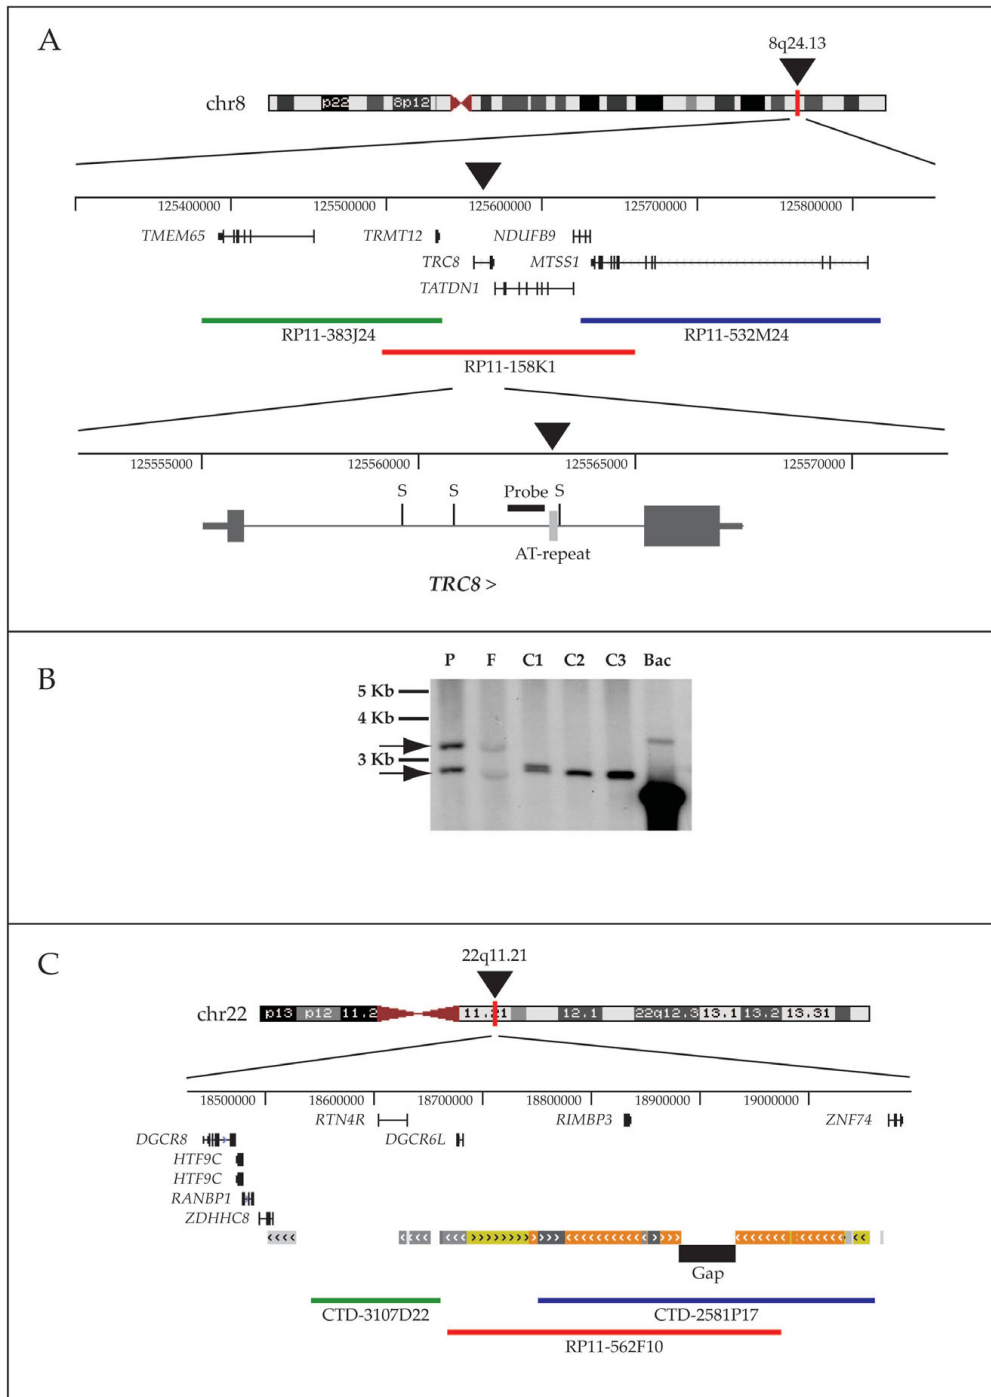 A
8q24.13
chr8
p22 8p12
125400000 125500000 125600000 125700000 125800000
TMEM65 TRMT12 NDUFB9
TRC8 MTSS1
TATDN1
RP11-383J24 RP11-532M24
RP11-158K1
125555000 125560000 125565000 125570000
S S Probe S
AT-repeat
TRC8 >
B
P F C1 C2 C3 Bac
5 Kb
4 Kb
3 Kb
C
22q11.21
chr22
p13 p12 11.2 11.21 12.1 22q12.3 13.1 13.2 13.31
18500000 18600000 18700000 18800000 18900000 19000000
RTN4R RIMBP3 ZNF74
DGCR8 DGCR6L
HTF9C
HTF9C
RANBP1
ZDHHC8
Gap
CTD-3107D22 CTD-2581P17
RP11-562F10